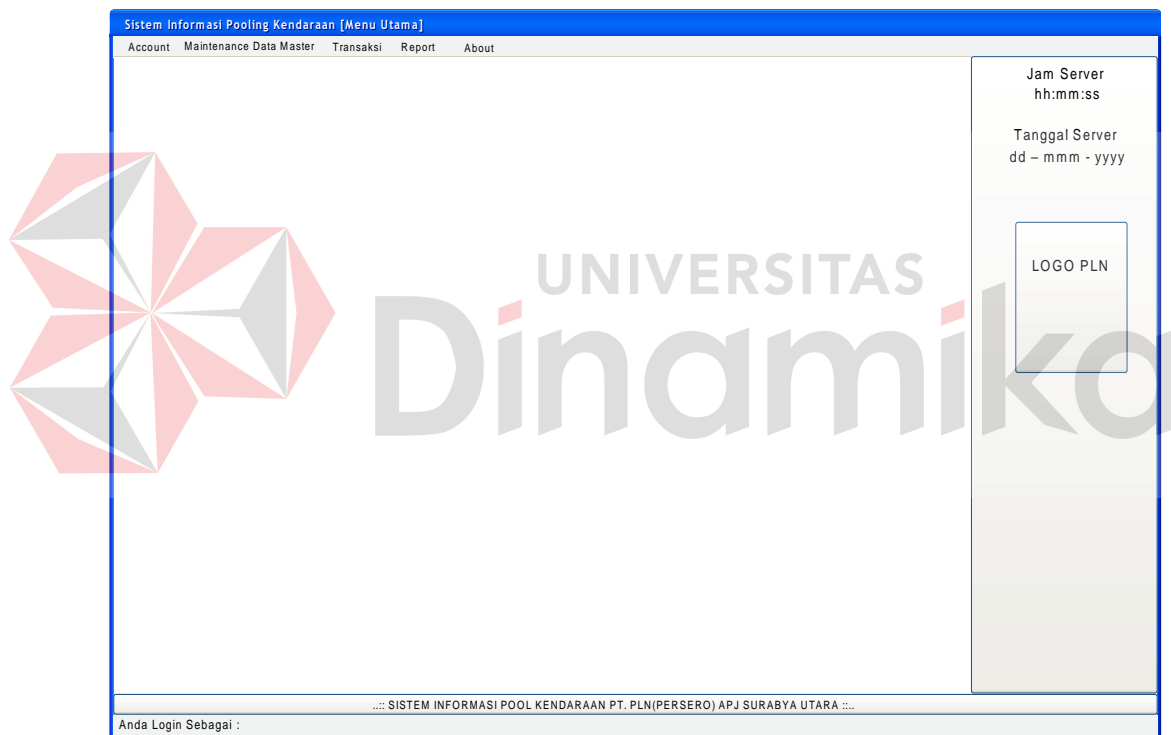 Sistem Informasi Pooling Kendaraan [Menu Utama]
Account Maintenance Data Master Transaksi Report About
Jam Server
hh:mm:ss
Tanggal Server
dd – mmm - yyyy
LOGO PLN
UNIVERSITAS
Dinamika
..:: SISTEM INFORMASI POOL KENDARAAN PT. PLN(PERSERO) APJ SURABYA UTARA ::..
Anda Login Sebagai :